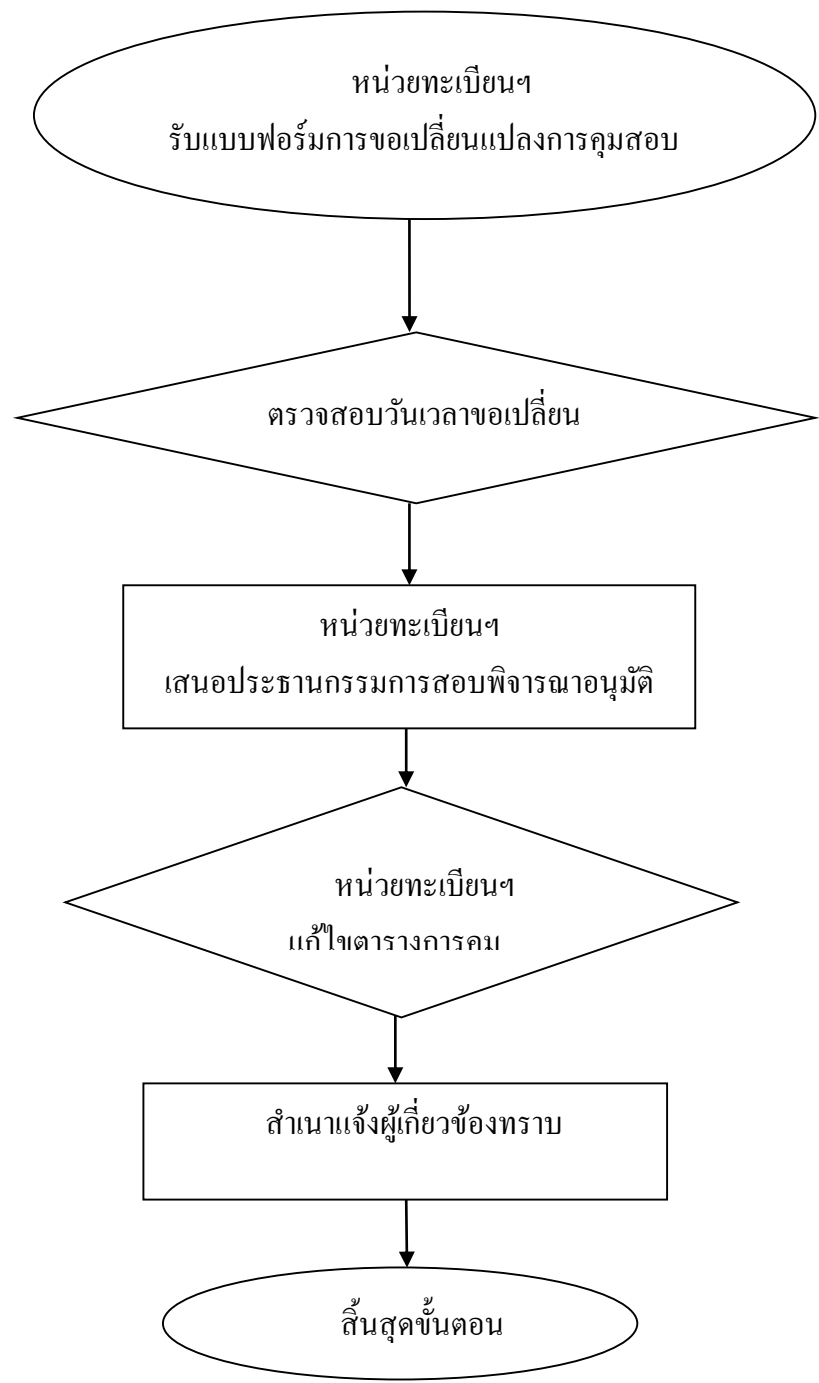 หน่วยทะเบียนฯ
รับแบบฟอร์มการขอเปลี่ยนแปลงการคุมสอบ
ตรวจสอบวันเวลาขอเปลี่ยน
หน่วยทะเบียนฯ
เสนอประธานกรรมการสอบพิจารณาอนุมัติ
หน่วยทะเบียนฯ
แก้ไขตารางการคม
สำเนาแจ้งผู้เกี่ยวข้องทราบ
สิ้นสุดขั้นตอน